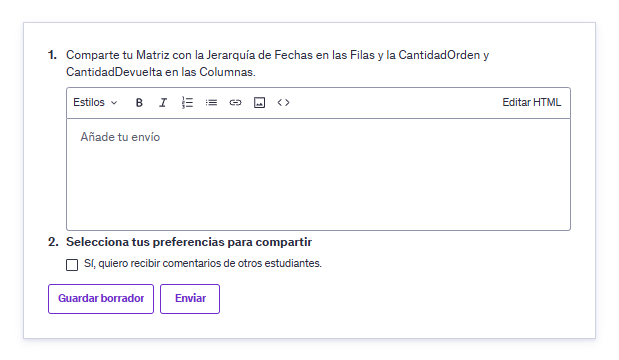 1. Comparte tu Matriz con la Jerarquía de Fechas en las Filas y la CantidadOrden y
CantidadDevuelta en las Columnas.
Estilos B I Editar HTML
Añade tu envío
2. Selecciona tus preferencias para compartir
Sí, quiero recibir comentarios de otros estudiantes.
Guardar borrador Enviar